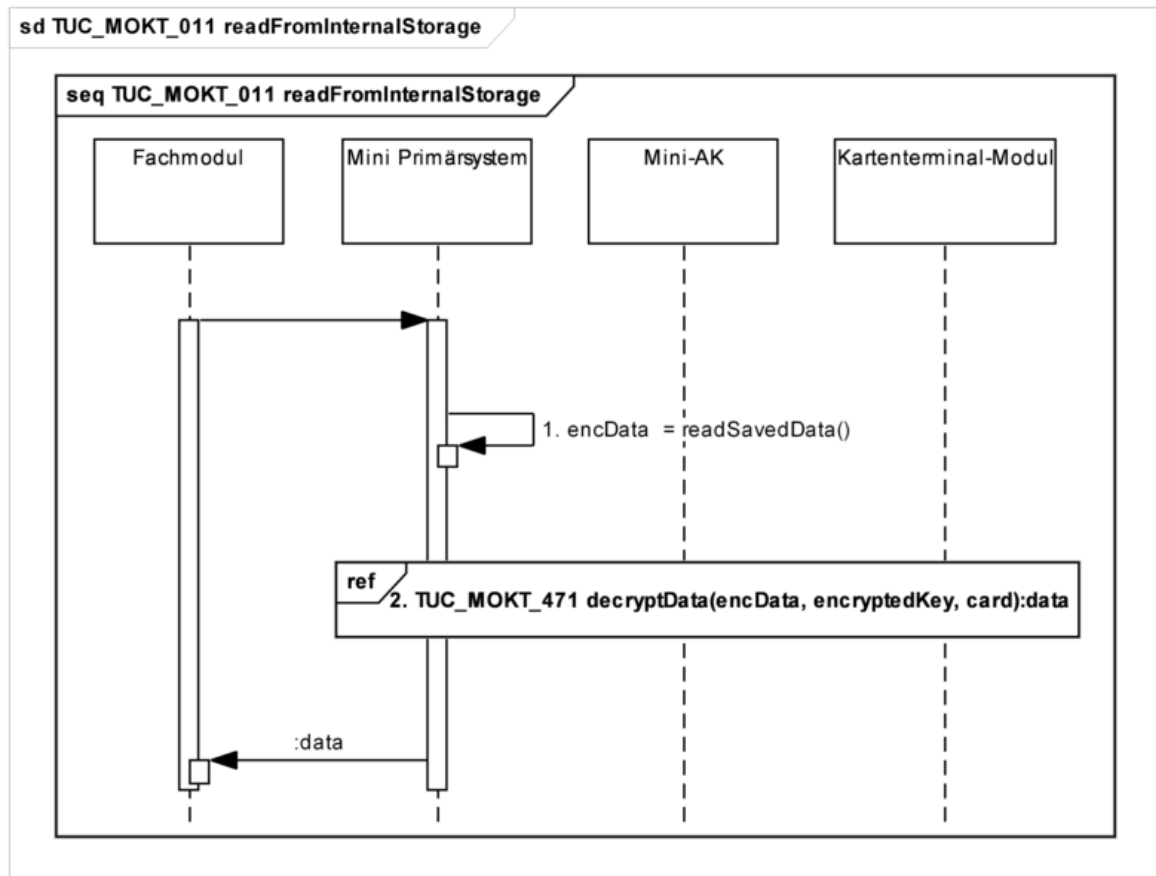 sd TUC_MOKT_011 readFromInternalStorage
seq TUC_MOKT_011 readFromInternalStorage
Fachmodul
Mini Primärsystem
Mini-AK
Kartenterminal-Modul
1. encData = readSavedData()
ref
2. TUC_MOKT_471 decryptData(encData, encryptedKey, card):data
:data